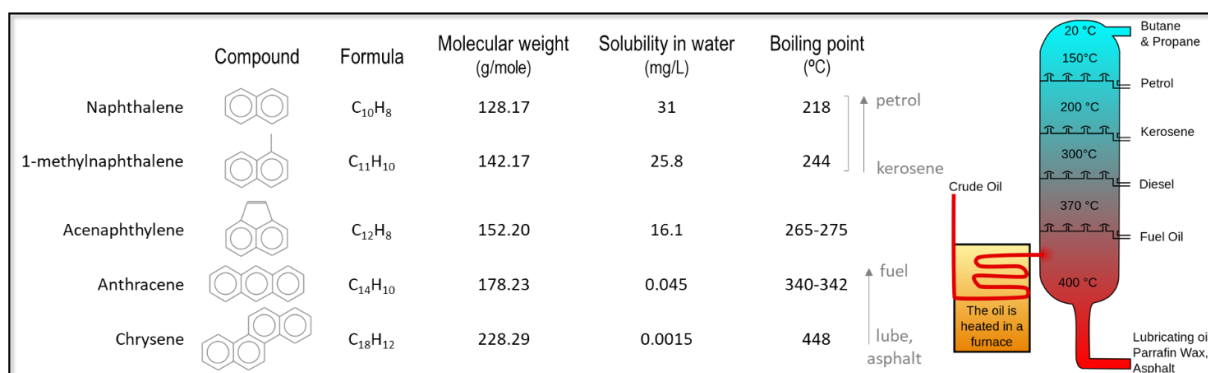 Compound Formula Molecular weight (g/mole) Solubility in water (mg/L) Boiling point (ºC)
Naphthalene C₁₀H₈ 128.17 31 218 petrol
1-methylnaphthalene C₁₁H₁₀ 142.17 25.8 244 kerosene
Acenaphthylene C₁₂H₈ 152.20 16.1 265-275
Anthracene C₁₄H₁₀ 178.23 0.045 340-342 fuel
Chrysene C₁₈H₁₂ 228.29 0.0015 448 lube,
asphalt
Crude Oil
The oil is
heated in a
furnace
20 °C
150°C
200 °C
300°C
370 °C
400 °C
Butane
& Propane
Petrol
Kerosene
Diesel
Fuel Oil
Lubricating oi
Parrafin Wax,
Asphalt